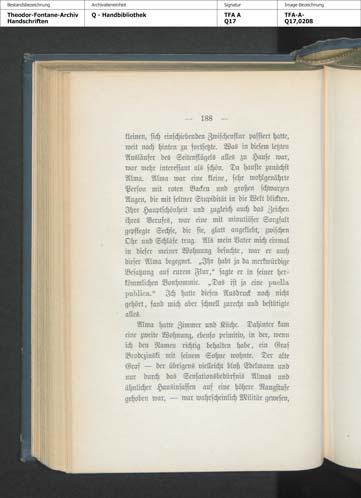 Bestandsbezeichnung
Archivalieneinheit
Signatur
Image Bezeichnung
Theodor-Fontane-Archiv
Handschriften
Q - Handbibliothek
TFA A
Q17
TFA-A-
Q17,0208
— 188 —
kleinen, sich einschiebenden Zwischenflur passiert hatte,
weit nach hinten zu fortsetzte. Was in diesem letzten
Ausläufer des Seitenflügels alles zu Hause war,
war mehr interessant als schön. Da hauste zunächst
Alma. Alma war eine kleine, sehr wohlgenährte
Person mit roten Backen und großen schwarzen
Augen, die mit seltner Stupidität in die Welt blickten.
Ihre Hauptschönheit und zugleich auch das Zeichen
ihres Berufes, war eine mit minutiöser Sorgfalt
gepflegte Sechse, die sie, glatt angeklebt, zwischen
Ohr und Schläfe trug. Als mein Vater mich einmal
in dieser meiner Wohnung besuchte, war er auch
dieser Alma begegnet. „Ihr habt ja da merkwürdige
Besatzung auf eurem Flur,“ sagte er in seiner her-
kömmlichen Bonhommie. „Das ist ja eine puella
publica.“ Ich hatte diesen Ausdruck noch nicht
gehört, fand mich aber schnell zurecht und bestätigte
alles.
Alma hatte Zimmer und Küche. Dahinter kam
eine zweite Wohnung, ebenso primitiv, in der, wenn
ich den Namen richtig behalten habe, ein Graf
Brodczinski mit seinem Sohne wohnte. Der alte
Graf — der übrigens vielleicht bloß Edelmann und
nur durch das Sensationsbedürfnis Almas und
ähnlicher Hausinsassen auf eine höhere Rangstufe
gehoben war, — war wahrscheinlich Militär gewesen,